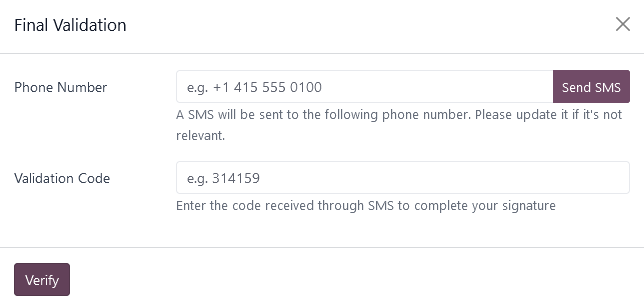 Final Validation
Phone Number
e.g. +1 415 555 0100
Send SMS
A SMS will be sent to the following phone number. Please update it if it's not
relevant.
Validation Code
e.g. 314159
Enter the code received through SMS to complete your signature
Verify